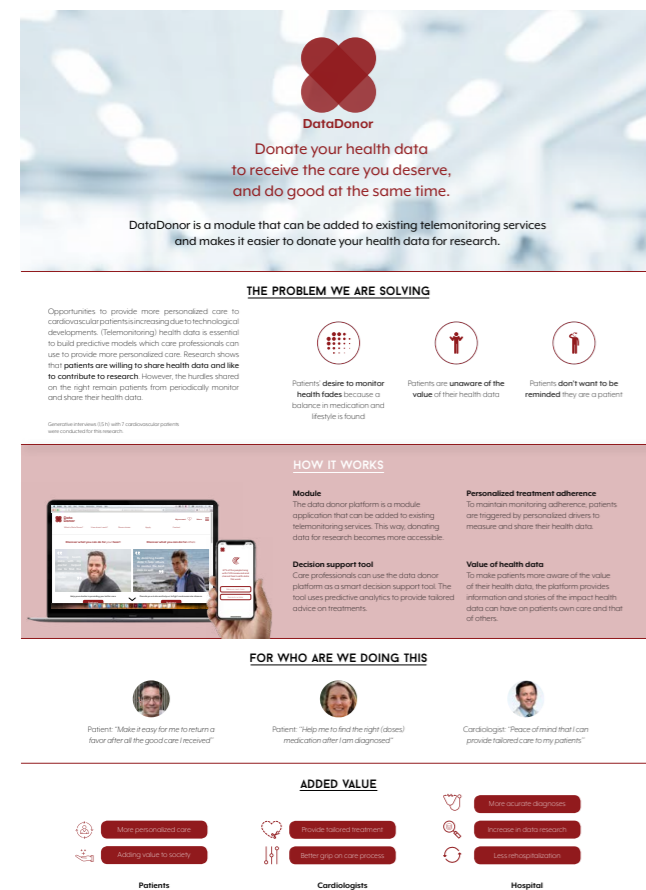 DataDonor
Donate your health data
to receive the care you deserve,
and do good at the same time.
DataDonor is a module that can be added to existing telemonitoring services
and makes it easier to donate your health data for research.
THE PROBLEM WE ARE SOLVING
Opportunities to provide more personalized care to
cardiovascular patients is increasing due to technological
developments. (Telemonitoring) health data is essential
to build predictive models which care professionals can
use to provide more personalized care. Research shows
that patients are willing to share health data and like
to contribute to research. However, the hurdles shared
on the right remain patients from periodically monitor
and share their health data.
Generative interviews (1,5 h) with 7 cardiovascular patients
were conducted for this research.
Patients' desire to monitor
health fades because a
balance in medication and
lifestyle is found
Patients are unaware of the
value of their health data
Patients don't want to be
reminded they are a patient
HOW IT WORKS
Module
The data donor platform is a module
application that can be added to existing
telemonitoring services. This way, donating
data for research becomes more accessible.
Personalized treatment adherence
To maintain monitoring adherence, patients
are triggered by personalized drivers to
measure and share their health data.
Decision support tool
Care professionals can use the data donor
platform as a smart decision support tool. The
tool uses predictive analytics to provide tailored
advice on treatments.
Value of health data
To make patients more aware of the value
of their health data, the platform provides
information and stories of the impact health
data can have on patients own care and that
of others.
Data
Donor
FOR WHO ARE WE DOING THIS
Patient: "Make it easy for me to return a
favor after all the good care I received"
Patient: "Help me to find the right (doses)
medication after I am diagnosed"
Cardiologist: "Peace of mind that I can
provide tailored care to my patients"
ADDED VALUE
More personalized care
Adding value to society
Patients
Provide tailored treatment
Better grip on care process
Cardiologists
More acurate diagnoses
Increase in data research
Less rehospitalization
Hospital